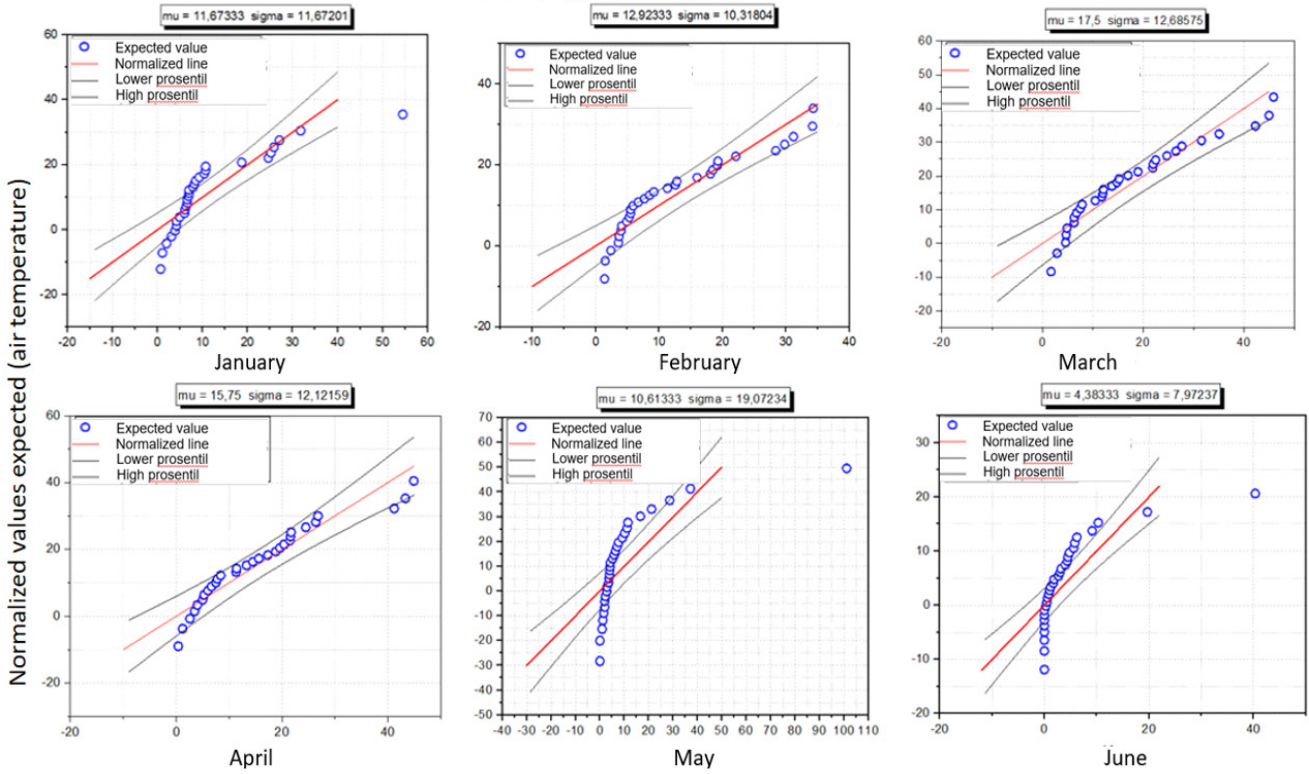 Normalized values expected (air temperature)
mu = 11,67333 sigma = 11,67201
Expected value
Normalized line
Lower prosentil
High prosentil
60
40
20
0
-20
-20 -10 0 10 20 30 40 50 60
January
mu = 12,92333 sigma = 10,31804
Expected value
Normalized line
Lower prosentil
High prosentil
40
20
0
-20
-10 0 10 20 30 40
February
mu = 17,5 sigma = 12,68575
Expected value
Normalized line
Lower prosentil
High prosentil
60
50
40
30
20
10
0
-10
-20
-20 0 20 40
March
mu = 15,75 sigma = 12,12159
Expected value
Normalized line
Lower prosentil
High prosentil
60
40
20
0
-20
-20 0 20 40
April
mu = 10,61333 sigma = 19,07234
Expected value
Normalized line
Lower prosentil
High prosentil
70
60
50
40
30
20
10
0
-10
-20
-30
-40
-50
-50 -40 -30 -20 -10 0 10 20 30 40 50 60 70 80 90 100 110
May
mu = 4,38333 sigma = 7,97237
Expected value
Normalized line
Lower prosentil
High prosentil
30
20
10
0
-10
-20
-20 0 20 40
June